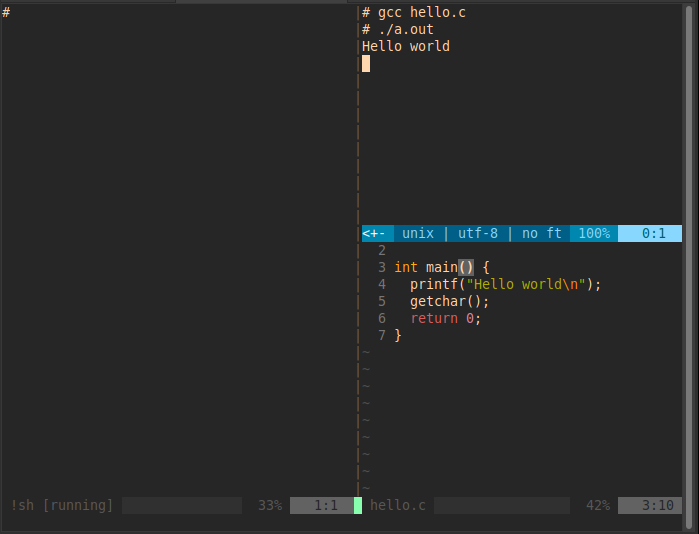 #
# gcc hello.c
# ./a.out
Hello world
<+- unix | utf-8 | no ft 100% 0:1
2
3 int main() {
4   printf("Hello world\n");
5   getchar();
6   return 0;
7 }
~
~
~
~
~
~
~
~
~
!sh [running] 33% 1:1
hello.c 42% 3:10